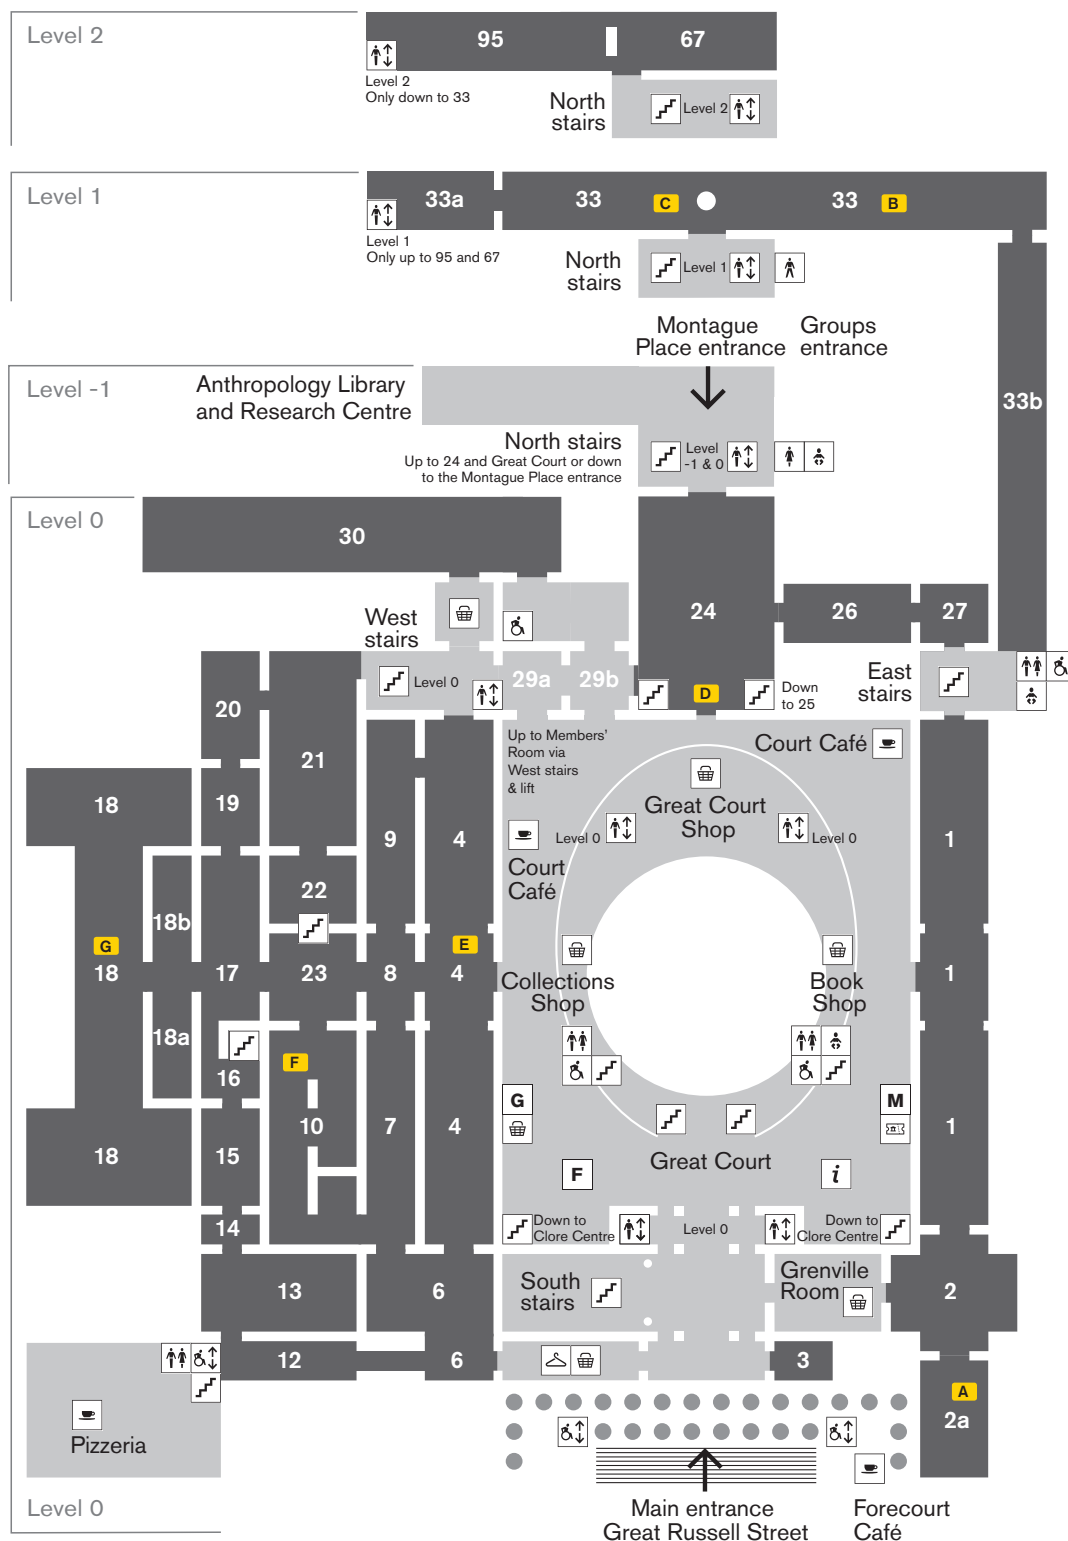 Level 2
95
67
Level 2
Only down to 33
North
stairs
Level 2
Level 1
33a
33
C
33
B
Level 1
Only up to 95 and 67
North
stairs
Level 1
Montague
Place entrance
Groups
entrance
Level -1
Anthropology Library
and Research Centre
33b
North stairs
Up to 24 and Great Court or down
to the Montague Place entrance
Level
-1 & 0
Level 0
30
24
26
27
West
stairs
Level 0
29a
29b
D
Down
to 25
East
stairs
20
21
Up to Members'
Room via
West stairs
& lift
Court Café
Great Court
Shop
18
19
9
4
Level 0
Level 0
1
Court
Café
22
18b
G
E
18
17
23
8
4
Collections
Shop
Book
Shop
1
18a
F
16
G
M
18
15
10
7
4
1
Great Court
F
i
14
Down to
Clore Centre
Level 0
Down to
Clore Centre
13
6
South
stairs
Grenville
Room
2
12
6
3
A
2a
Pizzeria
Level 0
Main entrance
Great Russell Street
Forecourt
Café